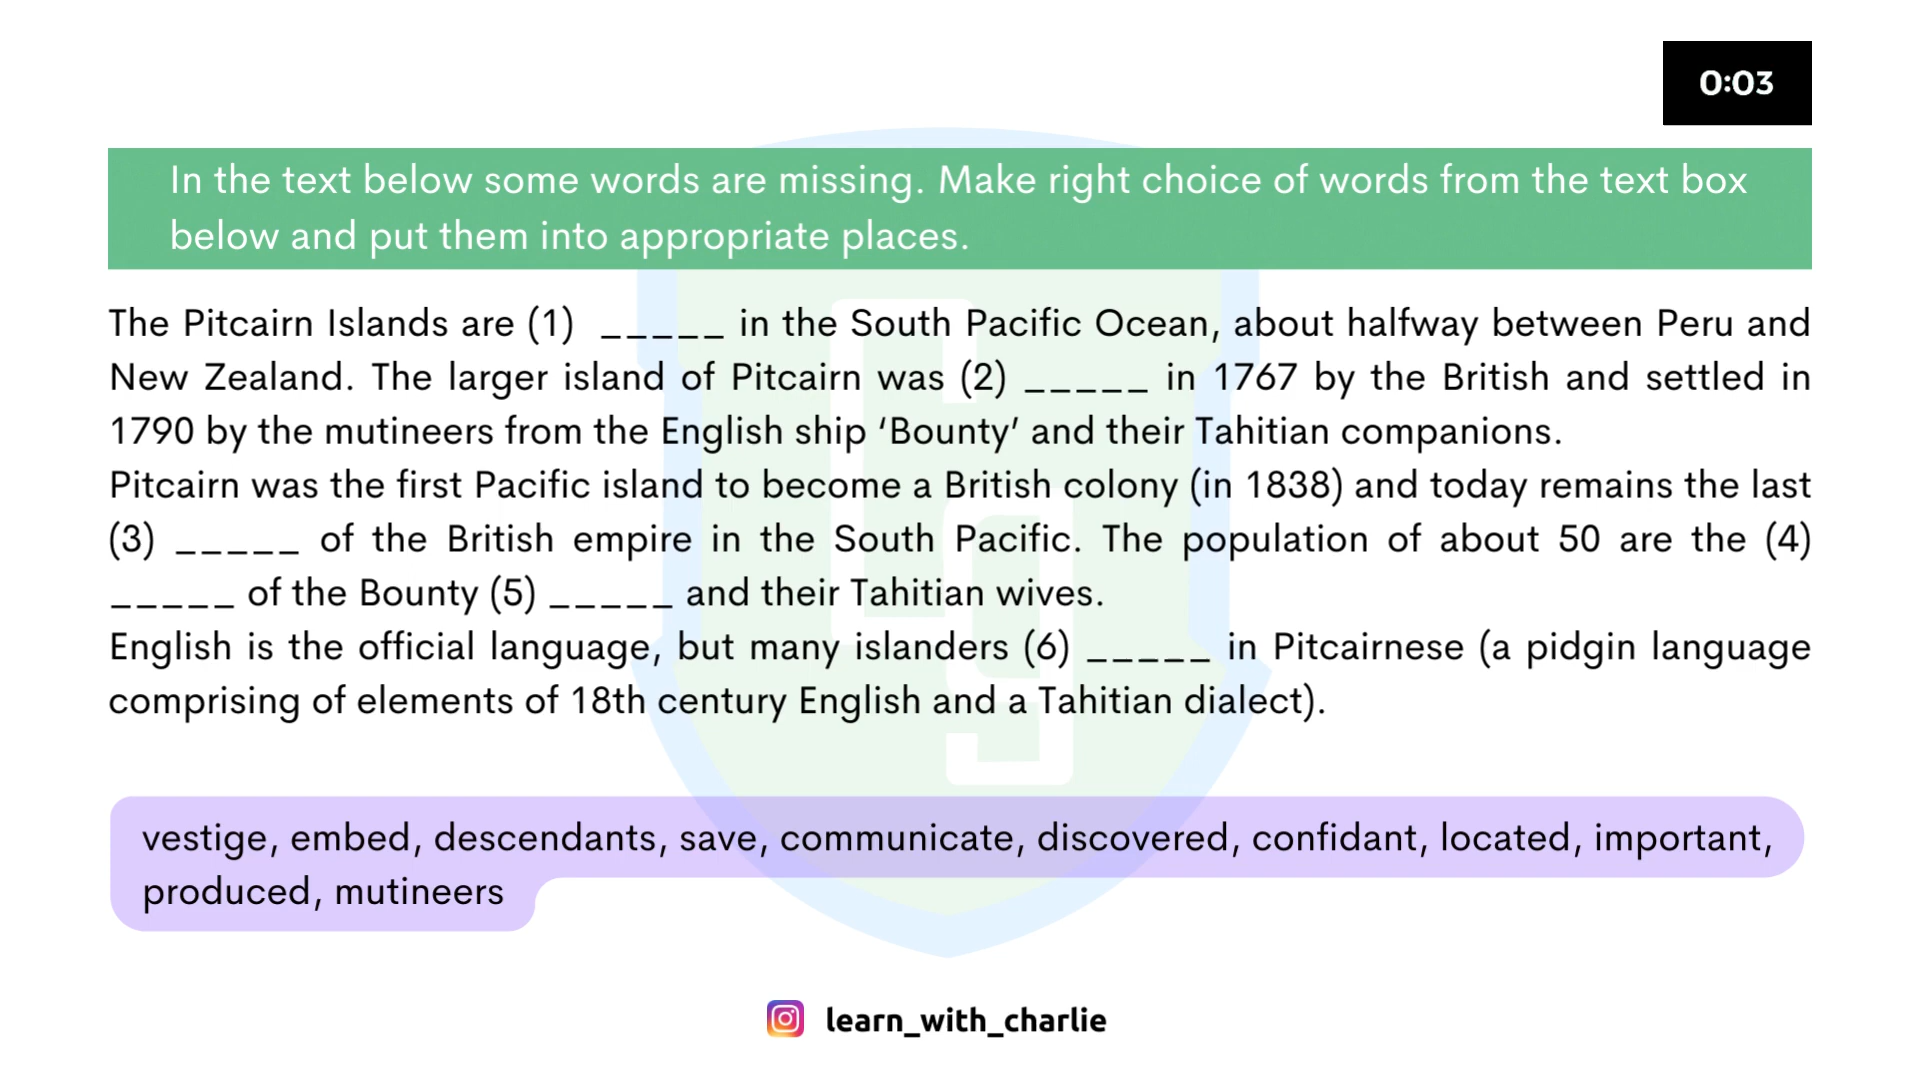 0:03
In the text below some words are missing. Make right choice of words from the text box
below and put them into appropriate places.
The Pitcairn Islands are (1) _____ in the South Pacific Ocean, about halfway between Peru and
New Zealand. The larger island of Pitcairn was (2) _____ in 1767 by the British and settled in
1790 by the mutineers from the English ship ‘Bounty’ and their Tahitian companions.
Pitcairn was the first Pacific island to become a British colony (in 1838) and today remains the last
(3) _____ of the British empire in the South Pacific. The population of about 50 are the (4)
_____ of the Bounty (5) _____ and their Tahitian wives.
English is the official language, but many islanders (6) _____ in Pitcairnese (a pidgin language
comprising of elements of 18th century English and a Tahitian dialect).
vestige, embed, descendants, save, communicate, discovered, confidant, located, important,
produced, mutineers
learn_with_charlie